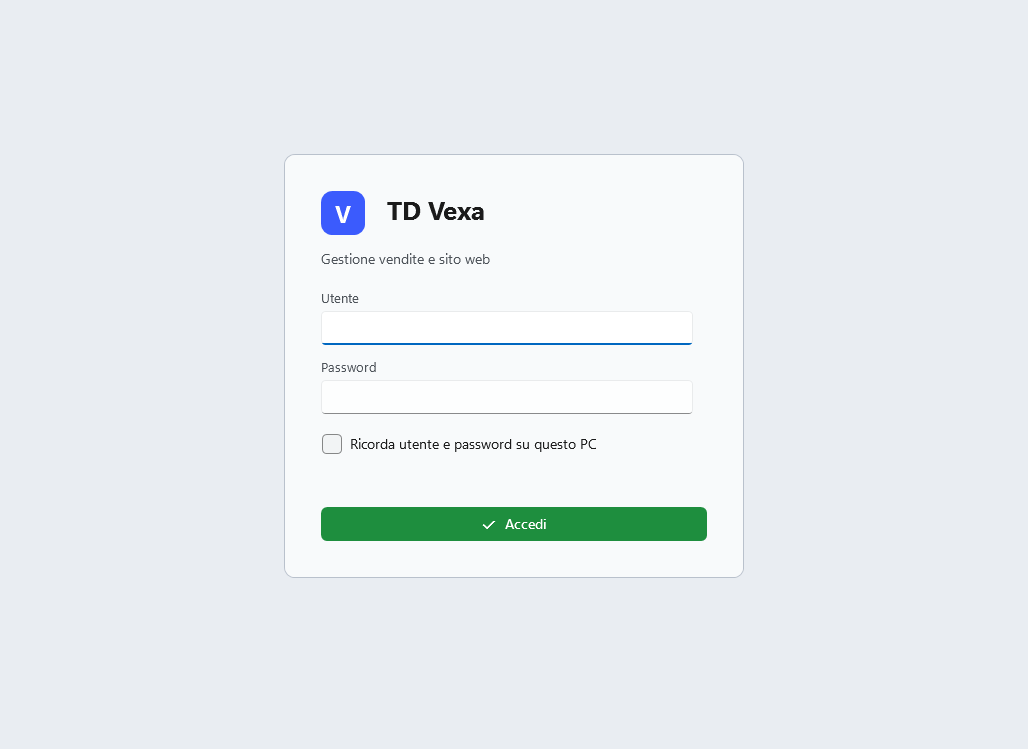 V
TD Vexa
Gestione vendite e sito web
Utente
Password
Ricorda utente e password su questo PC
Accedi